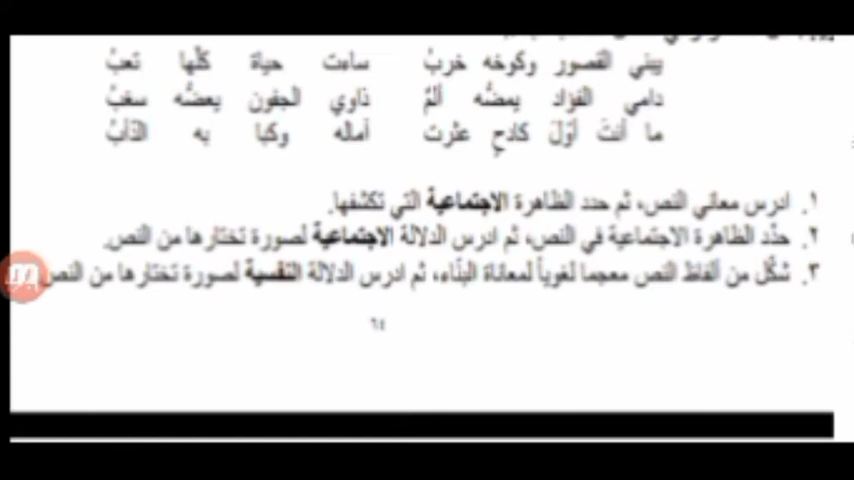 يبني القصور وكوخه خربُ ساءت حياة كلّها تعبُ
دامي الفؤاد يمضّه ألمٌ ذاوي الجفون يعضّه سغبُ
ما أنتَ أوّلَ كادحٍ عثرت آماله وكبا به الدّأبُ
١. ادرس معاني النص، ثم حدد الظاهرة الاجتماعية التي تكشفها.
٢. حدّد الظاهرة الاجتماعية في النص، ثم ادرس الدلالة الاجتماعية لصورة تختارها من النص.
٣. شكّل من ألفاظ النص معجما لغوياً لمعاناة البنّاء، ثم ادرس الدلالة النفسية لصورة تختارها من النص
٦٤